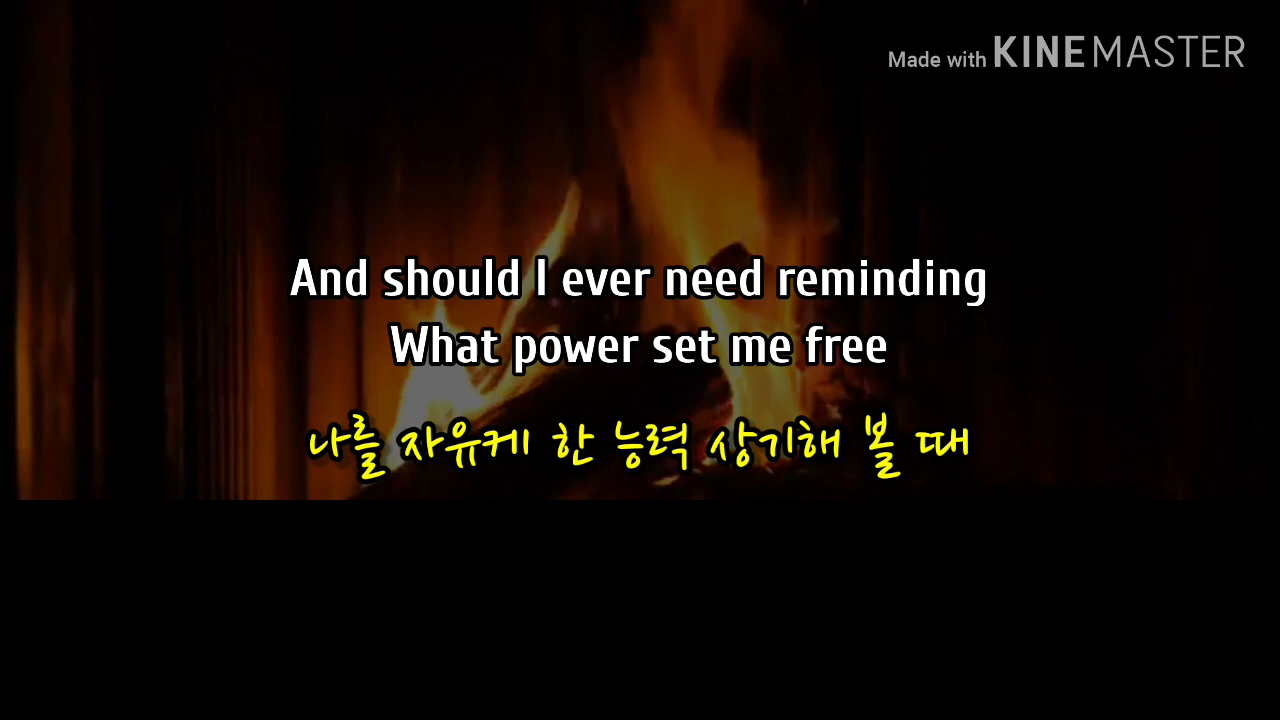 Made with KINEMASTER
And should I ever need reminding
What power set me free
나를 자유케 한 능력 상기해 볼 때